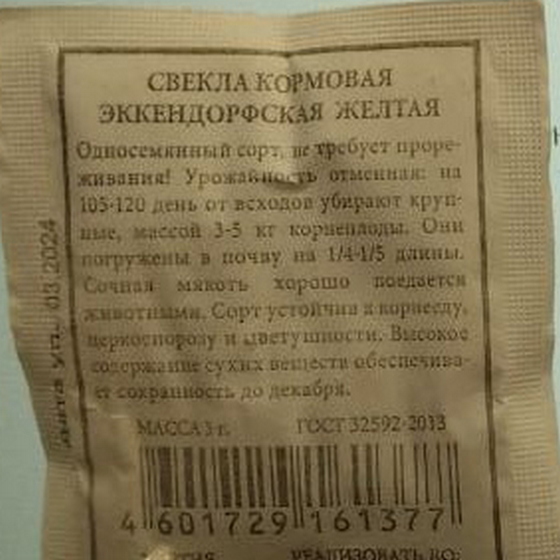 СВЕКЛА КОРМОВАЯ
ЭККЕНДОРФСКАЯ ЖЕЛТАЯ
Односемянный сорт, не требует проре-
живания! Урожайность отменная: на
105-120 день от всходов убирают круп-
ные, массой 3-5 кг корнеплоды. Они
погружены в почву на 1/4-1/5 длины.
Сочная мякоть хорошо поедается
животными. Сорт устойчив к корнееду,
церкоспорозу и цветушности. Высокое
содержание сухих веществ обеспечива-
ет сохранность до декабря.
МАССА 3 г. ГОСТ 32592-2013
4 601729 161377
РЕАЛИЗОВАТЬ ДО:
дата уп. 03.2024